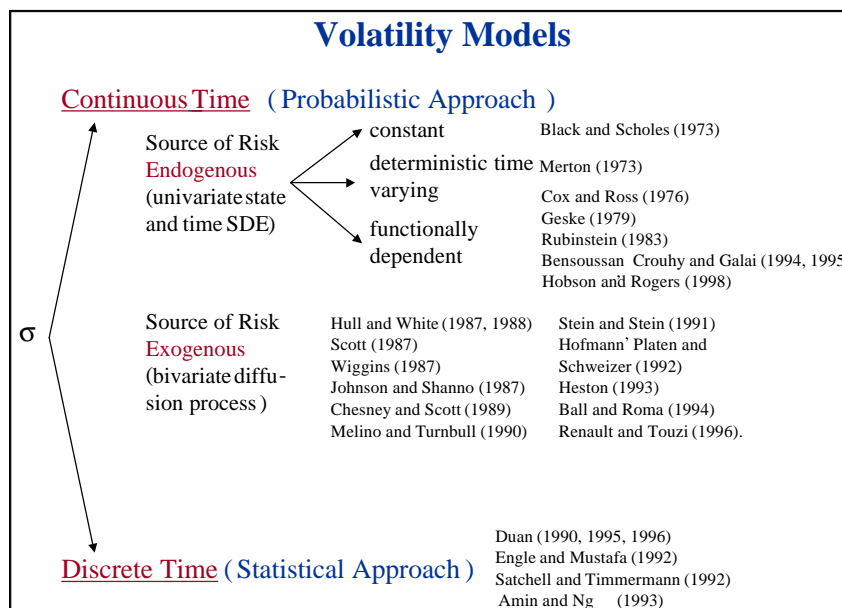 Volatility Models
Continuous Time ( Probabilistic Approach )
Source of Risk
Endogenous
(univariate state
and time SDE)
constant
Black and Scholes (1973)
deterministic time
varying
Merton (1973)
functionally
dependent
Cox and Ross (1976)
Geske (1979)
Rubinstein (1983)
Bensoussan Crouhy and Galai (1994, 1995
Hobson and Rogers (1998)
σ
Source of Risk
Exogenous
(bivariate diffu-
sion process )
Hull and White (1987, 1988)
Scott (1987)
Wiggins (1987)
Johnson and Shanno (1987)
Chesney and Scott (1989)
Melino and Turnbull (1990)
Stein and Stein (1991)
Hofmann' Platen and
Schweizer (1992)
Heston (1993)
Ball and Roma (1994)
Renault and Touzi (1996).
Discrete Time ( Statistical Approach )
Duan (1990, 1995, 1996)
Engle and Mustafa (1992)
Satchell and Timmermann (1992)
Amin and Ng (1993)